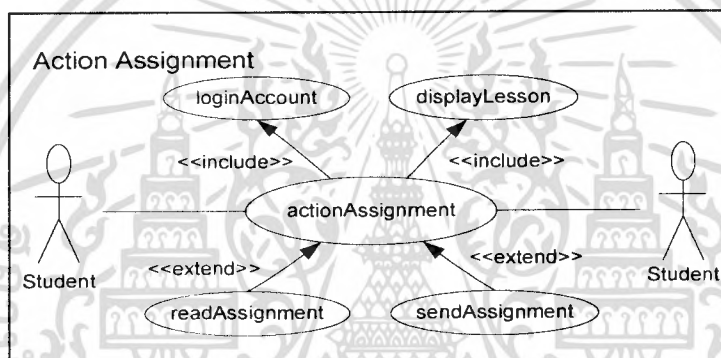 Action Assignment
loginAccount
displayLesson
<<include>>
<<include>>
actionAssignment
Student
Student
<<extend>>
<<extend>>
readAssignment
sendAssignment